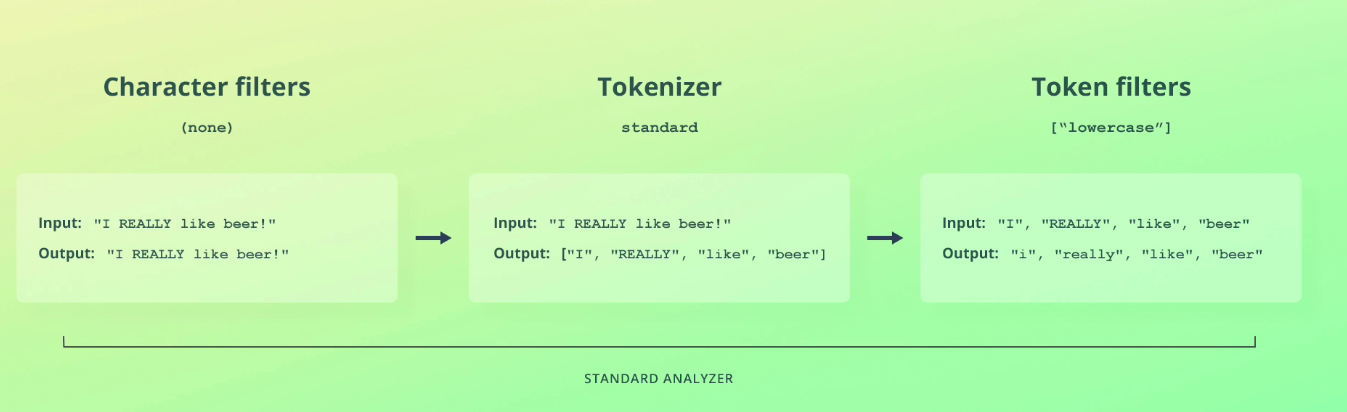 Character filters
(none)
Input: "I REALLY like beer!"
Output: "I REALLY like beer!"
Tokenizer
standard
Input: "I REALLY like beer!"
Output: ["I", "REALLY", "like", "beer"]
Token filters
[“lowercase”]
Input: "I", "REALLY", "like", "beer"
Output: "i", "really", "like", "beer"
STANDARD ANALYZER